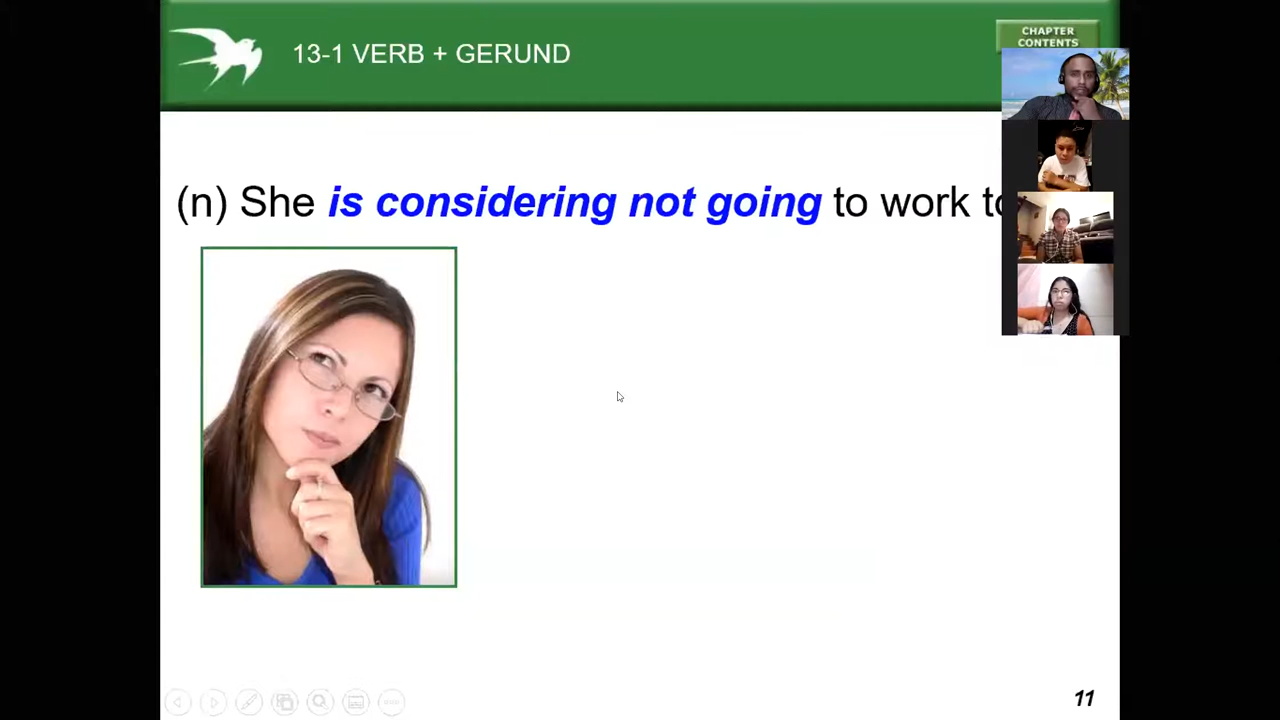 13-1 VERB + GERUND
CHAPTER
CONTENTS
(n) She is considering not going to work
11